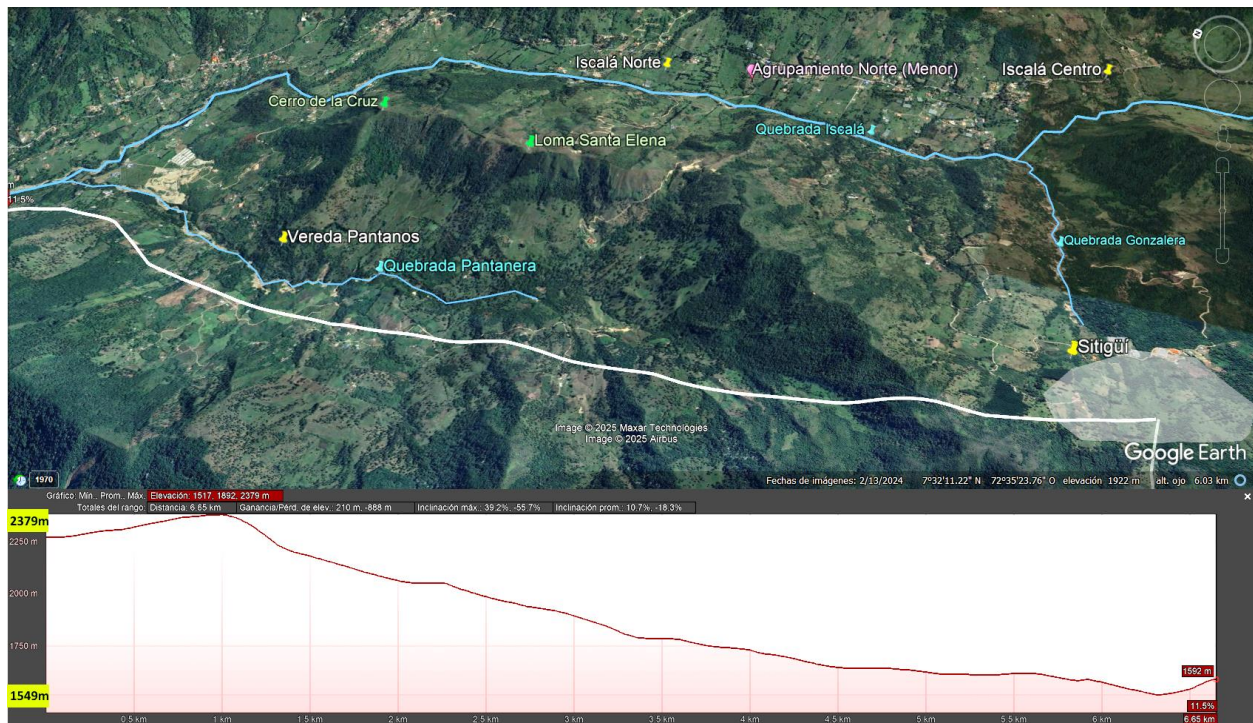 N
Iscalá Norte
Agrupamiento Norte (Menor)
Iscalá Centro
Cerro de la Cruz
Loma Santa Elena
Quebrada Iscalá
m
11.5%
Vereda Pantanos
Quebrada Pantanera
Quebrada Gonzalera
Sitigüí
Image © 2025 Maxar Technologies
Image © 2025 Airbus
Google Earth
1970
Fechas de imágenes: 2/13/2024 7°32'11.22" N 72°35'23.76" O elevación 1922 m alt. ojo 6.03 km
Gráfico: Mín., Prom., Máx. Elevación: 1517, 1892, 2379 m
Totales del rango: Distancia: 6.65 km Ganancia/Pérd. de elev.: 210 m, -888 m Inclinación máx.: 39.2%, -55.7% Inclinación prom.: 10.7%, -18.3%
2379m
2250 m
2000 m
1750 m
1592 m
1549m
11.5%
0.5 km 1 km 1.5 km 2 km 2.5 km 3 km 3.5 km 4 km 4.5 km 5 km 5.5 km 6 km 6.65 km